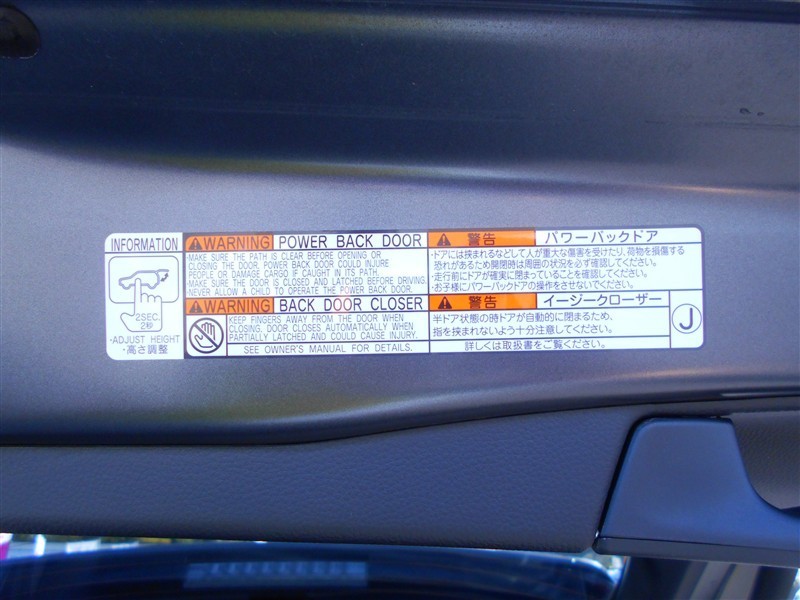 INFORMATION
2SEC.
2秒
・ADJUST HEIGHT
・高さ調整
WARNING POWER BACK DOOR
・MAKE SURE THE PATH IS CLEAR BEFORE OPENING OR
CLOSING THE DOOR. POWER BACK DOOR COULD INJURE
PEOPLE OR DAMAGE CARGO IF CAUGHT IN ITS PATH.
・MAKE SURE THE DOOR IS CLOSED AND LATCHED BEFORE DRIVING.
・NEVER ALLOW A CHILD TO OPERATE THE POWER BACK DOOR.
WARNING BACK DOOR CLOSER
KEEP FINGERS AWAY FROM THE DOOR WHEN
CLOSING. DOOR CLOSES AUTOMATICALLY WHEN
PARTIALLY LATCHED AND COULD CAUSE INJURY.
SEE OWNER'S MANUAL FOR DETAILS.
警告 パワーバックドア
・ドアには挟まれるなどして人が重大な傷害を受けたり、荷物を損傷する
恐れがあるため開閉時は周囲の状況を必ず確認してください。
・走行前にドアが確実に閉まっていることを確認してください。
・お子様にパワーバックドアの操作をさせないでください。
警告 イージークローザー
半ドア状態の時ドアが自動的に閉まるため、
指を挟まれないよう十分注意してください。
詳しくは取扱書をご覧ください。
J